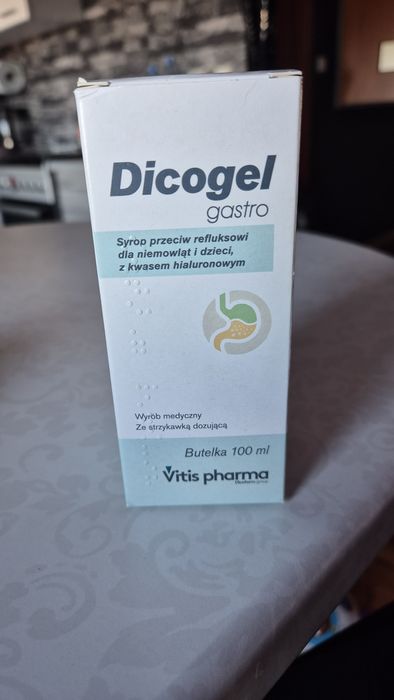 Dicogel
gastro
Syrop przeciw refluksowi
dla niemowląt i dzieci,
z kwasem hialuronowym
Wyrób medyczny
Ze strzykawką dozującą
Butelka 100 ml
Vitis pharma